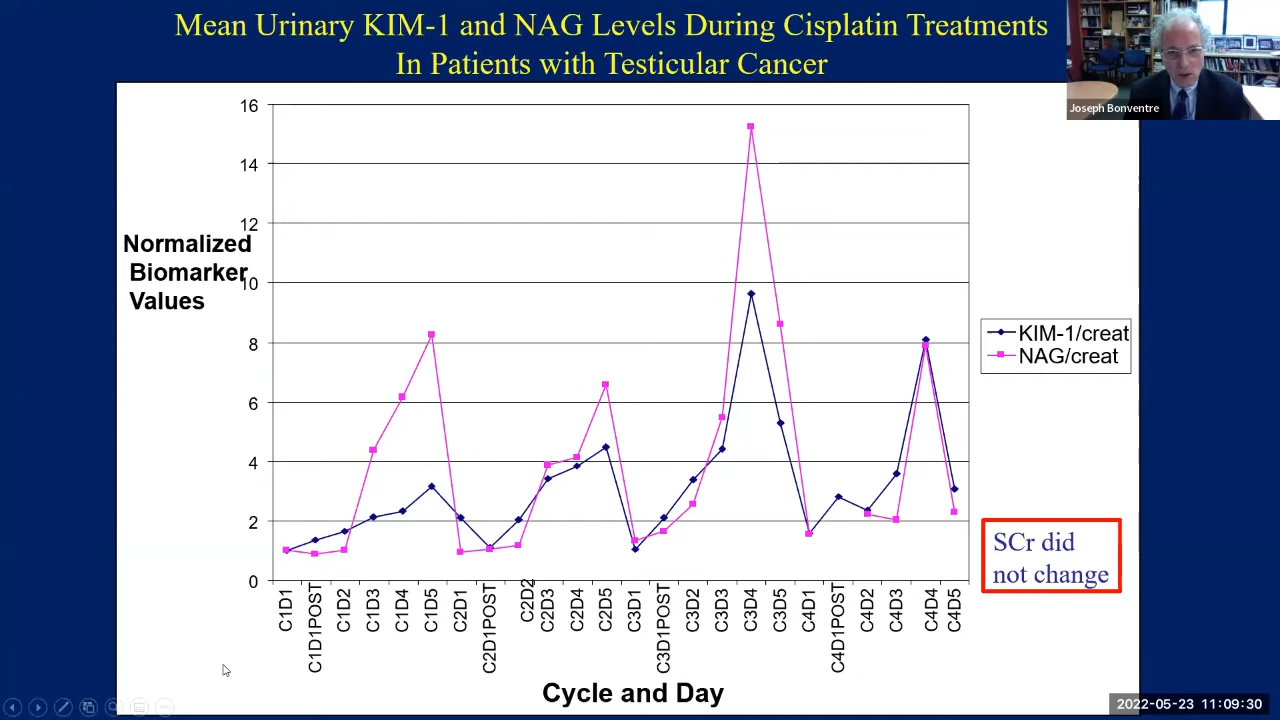 Mean Urinary KIM-1 and NAG Levels During Cisplatin Treatments
In Patients with Testicular Cancer
Joseph Bonventre
16
14
12
10
8
6
4
2
0
Normalized
Biomarker
Values
KIM-1/creat
NAG/creat
SCr did
not change
C1D1
C1D1POST
C1D2
C1D3
C1D4
C1D5
C2D1
C2D1POST
C2D2
C2D3
C2D4
C2D5
C3D1
C3D1POST
C3D2
C3D3
C3D4
C3D5
C4D1
C4D1POST
C4D2
C4D3
C4D4
C4D5
Cycle and Day
2022-05-23 11:09:30